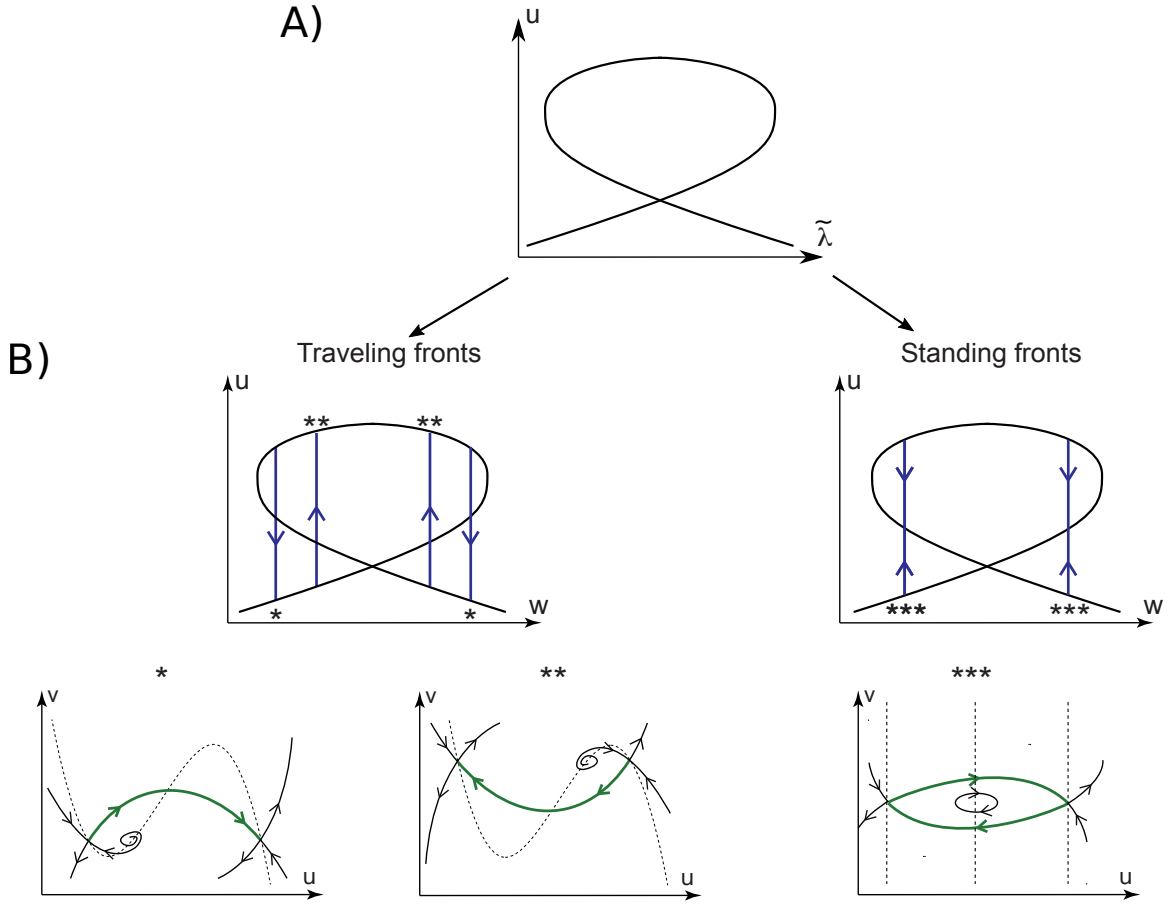 A)
u
λ̃
Traveling fronts
Standing fronts
B)
u
u
** **
* *
w
*** ***
w
* ** ***
v
v
v
u
u
u